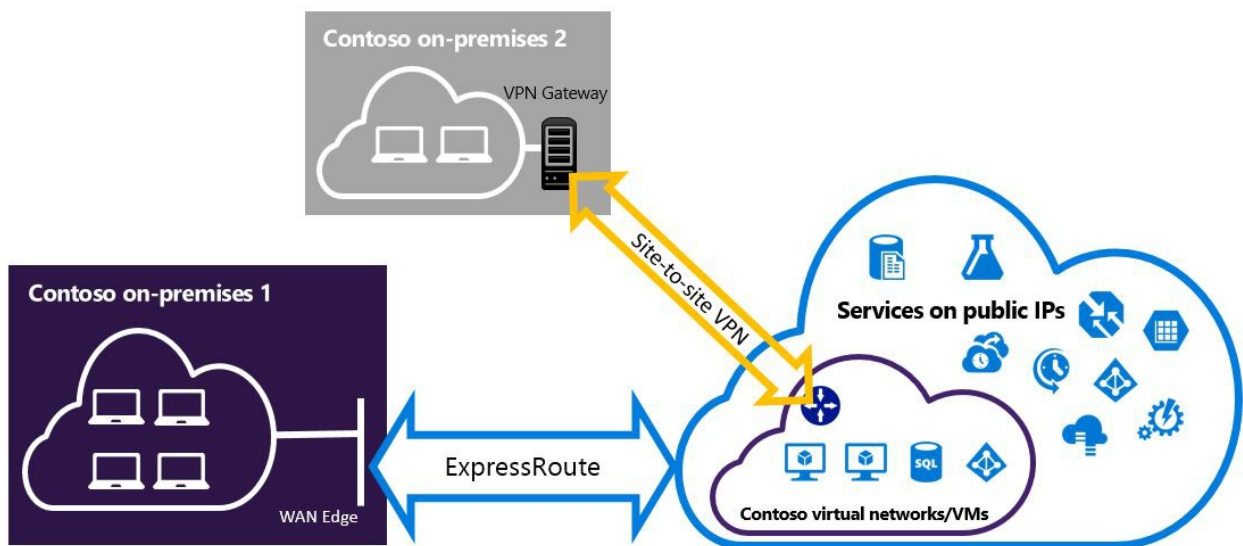 Contoso on-premises 2
VPN Gateway
Site-to-site VPN
Contoso on-premises 1
WAN Edge
ExpressRoute
Services on public IPs
SQL
Contoso virtual networks/VMs